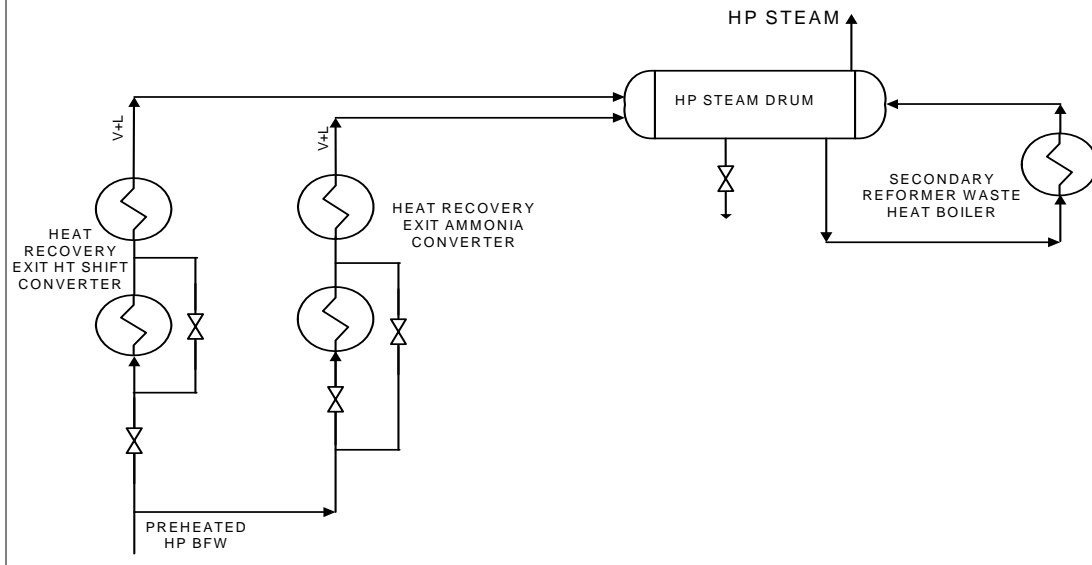 HP STEAM
HP STEAM DRUM
V+L
V+L
SECONDARY
REFORMER WASTE
HEAT BOILER
HEAT RECOVERY
EXIT AMMONIA
CONVERTER
HEAT
RECOVERY
EXIT HT SHIFT
CONVERTER
PREHEATED
HP BFW